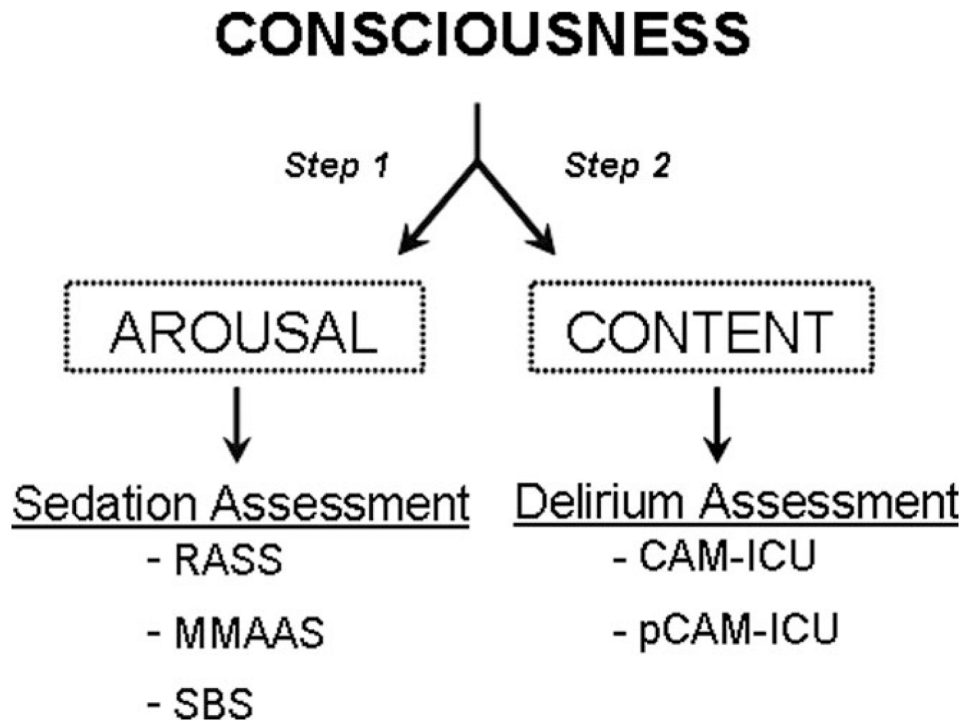 CONSCIOUSNESS
Step 1
Step 2
AROUSAL
CONTENT
Sedation Assessment
- RASS
- MMAAS
- SBS
Delirium Assessment
- CAM-ICU
- pCAM-ICU